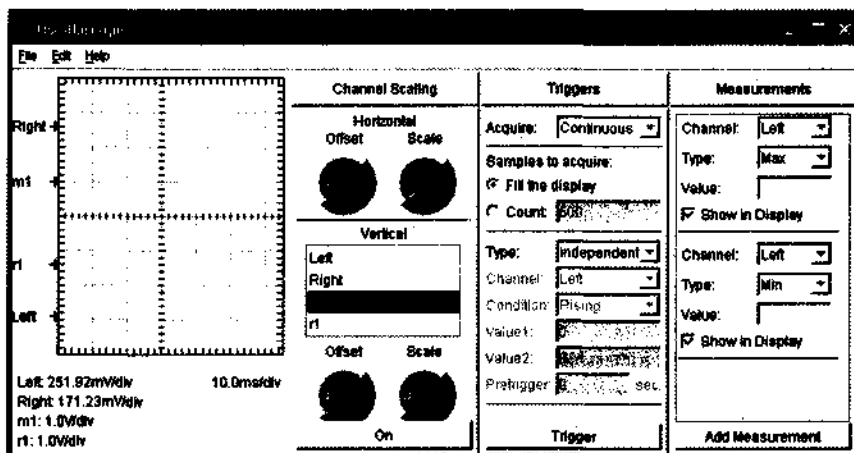 File Edit Help
Right
m1
r1
Left
Left: 251.92mV/div 10.0ms/div
Right: 171.23mV/div
m1: 1.0V/div
r1: 1.0V/div
Channel Scaling
Horizontal
Offset Scale
Vertical
Left
Right
r1
Offset Scale
On
Triggers
Acquire: Continuous
Samples to acquire:
Fill the display
Count:
Type: Independent
Channel: Left
Condition: Rising
Value1: 0
Value2:
Pretrigger: 0 sec.
Trigger
Measurements
Channel: Left
Type: Max
Value:
Show in Display
Channel: Left
Type: Min
Value:
Show in Display
Add Measurement